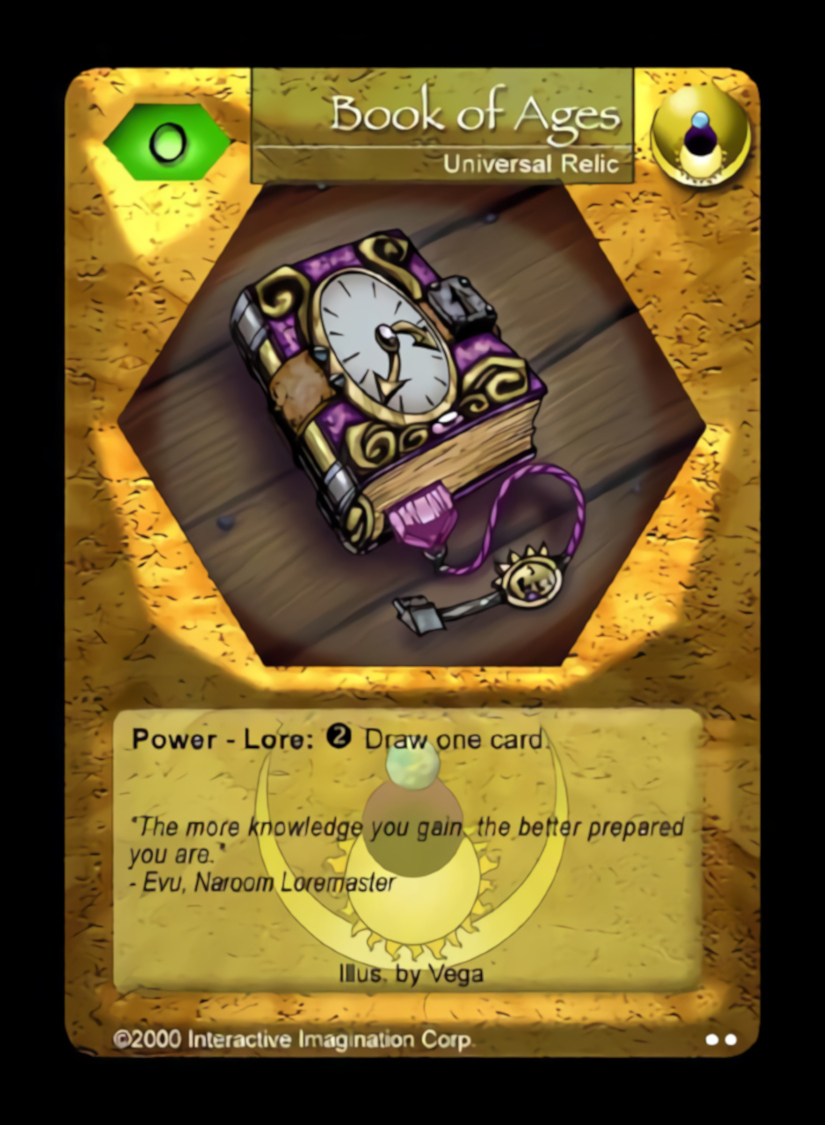 0
Book of Ages
Universal Relic
Power - Lore: ❷ Draw one card.
"The more knowledge you gain, the better prepared
you are."
- Evu, Naroom Loremaster
Illus. by Vega
©2000 Interactive Imagination Corp.